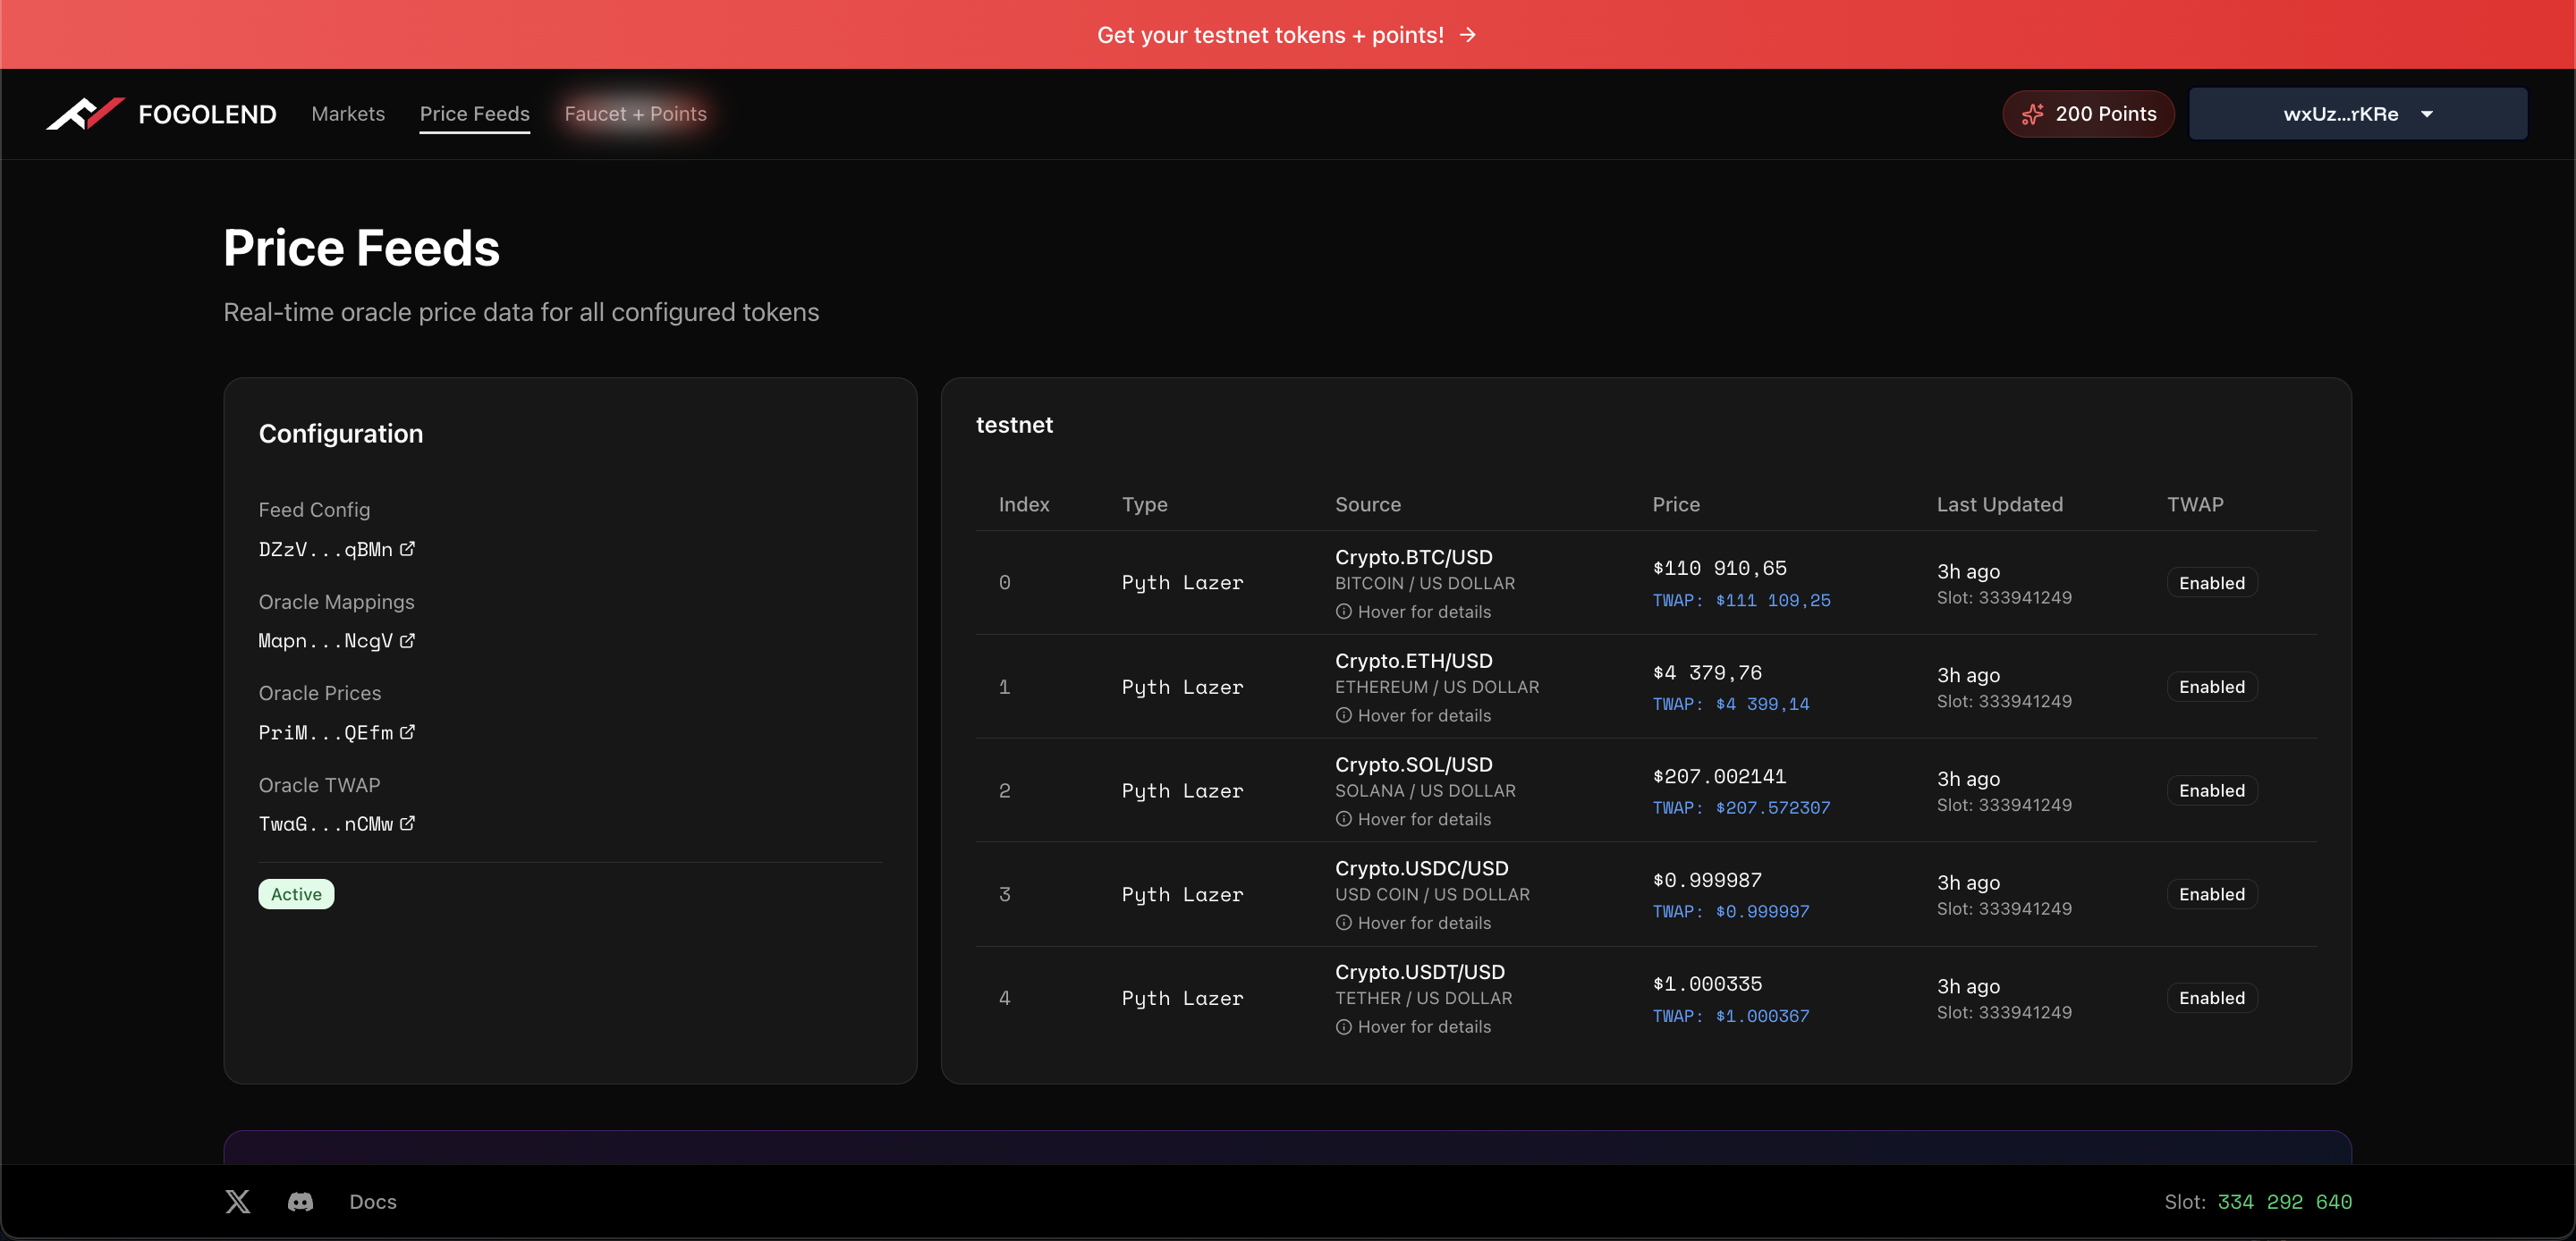 Get your testnet tokens + points! →
FOGOLEND
Markets
Price Feeds
Faucet + Points
200 Points
wxUz...rKRe
Price Feeds
Real-time oracle price data for all configured tokens
Configuration
Feed Config
DZzV...qBMn
Oracle Mappings
Mapn...NcgV
Oracle Prices
PriM...QEfm
Oracle TWAP
TwaG...nCMw
Active
testnet
Index Type Source Price Last Updated TWAP
0 Pyth Lazer Crypto.BTC/USD $110 910,65 3h ago Enabled
BITCOIN / US DOLLAR TWAP: $111 109,25 Slot: 333941249
Hover for details
1 Pyth Lazer Crypto.ETH/USD $4 379,76 3h ago Enabled
ETHEREUM / US DOLLAR TWAP: $4 399,14 Slot: 333941249
Hover for details
2 Pyth Lazer Crypto.SOL/USD $207.002141 3h ago Enabled
SOLANA / US DOLLAR TWAP: $207.572307 Slot: 333941249
Hover for details
3 Pyth Lazer Crypto.USDC/USD $0.999987 3h ago Enabled
USD COIN / US DOLLAR TWAP: $0.999997 Slot: 333941249
Hover for details
4 Pyth Lazer Crypto.USDT/USD $1.000335 3h ago Enabled
TETHER / US DOLLAR TWAP: $1.000367 Slot: 333941249
Hover for details
Docs
Slot: 334 292 640